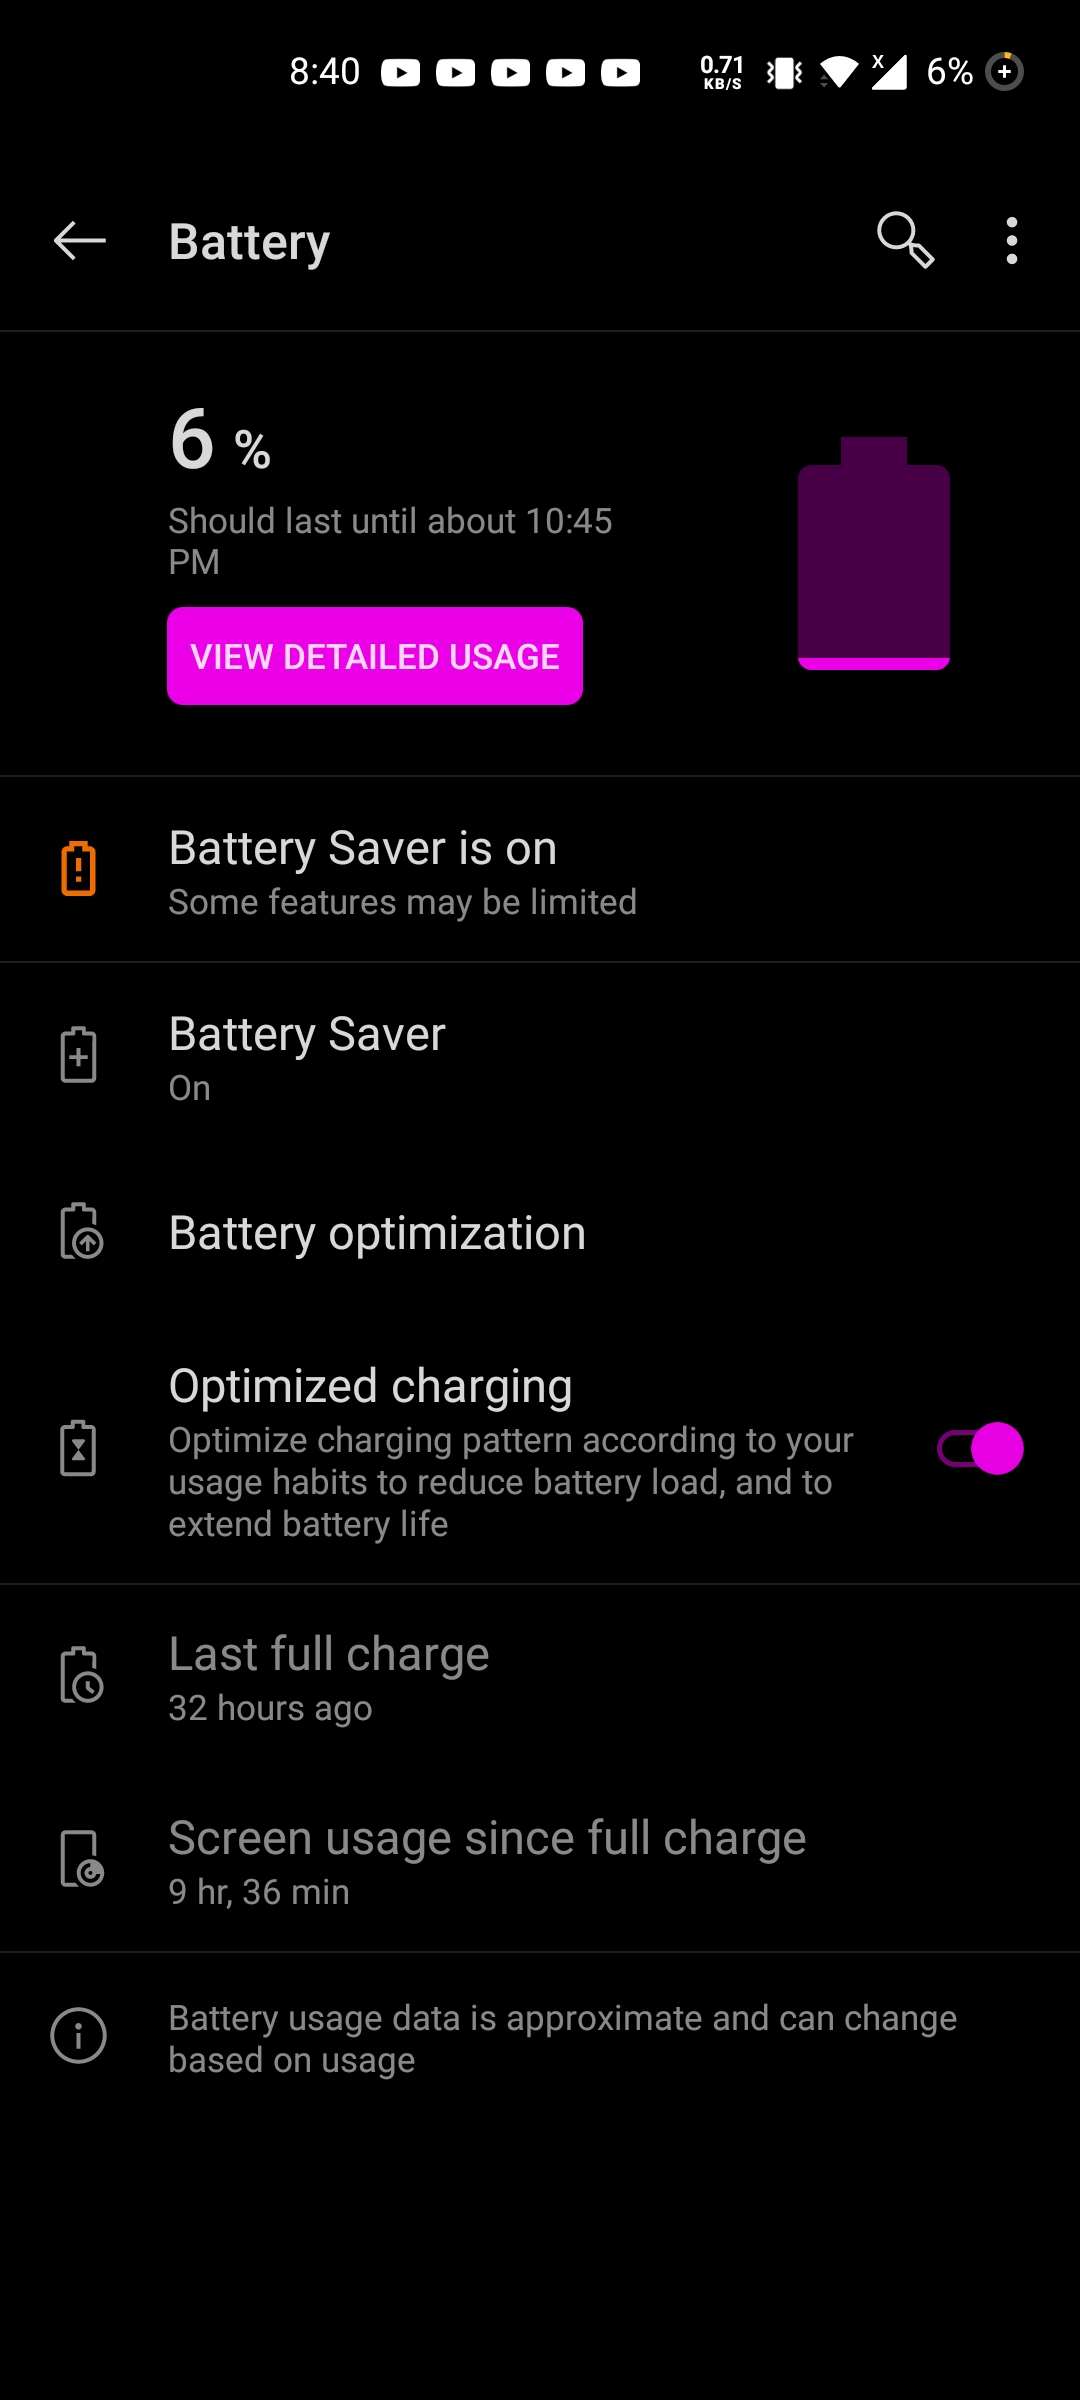 8:40 0.71 KB/S X 6%
Battery
6 %
Should last until about 10:45
PM
VIEW DETAILED USAGE
Battery Saver is on
Some features may be limited
Battery Saver
On
Battery optimization
Optimized charging
Optimize charging pattern according to your
usage habits to reduce battery load, and to
extend battery life
Last full charge
32 hours ago
Screen usage since full charge
9 hr, 36 min
Battery usage data is approximate and can change
based on usage